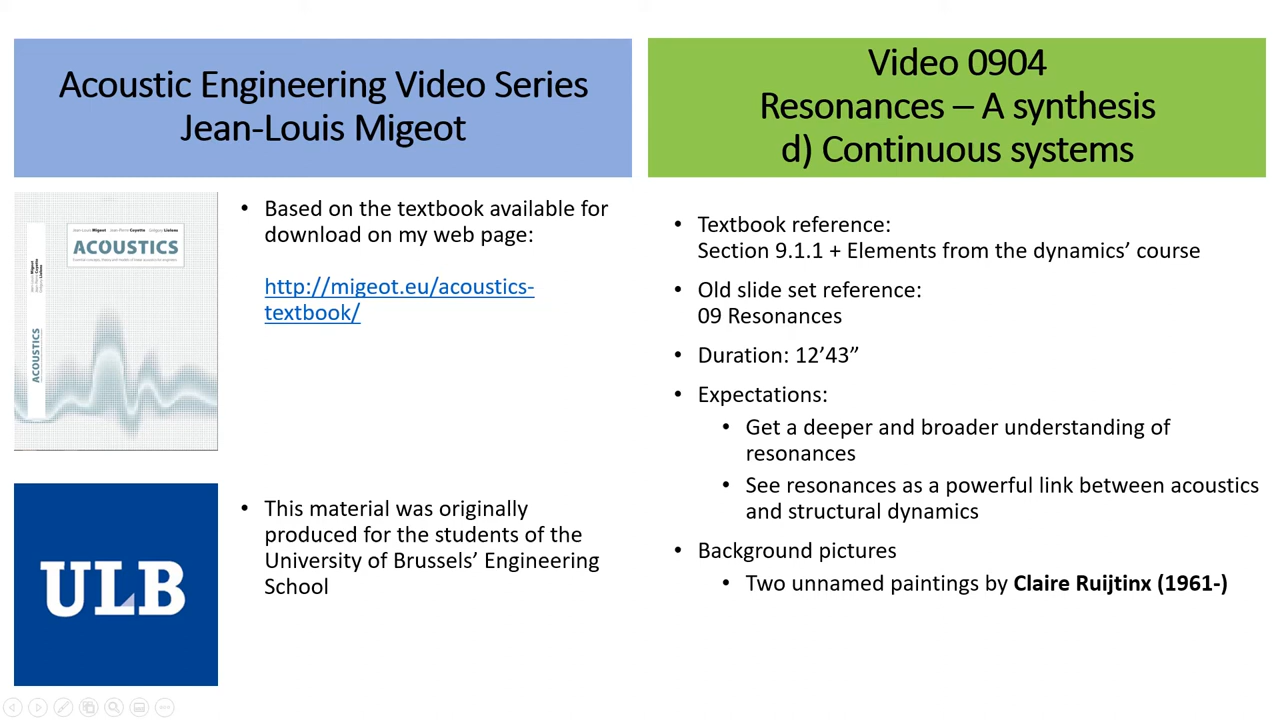 Acoustic Engineering Video Series
Jean-Louis Migeot
Video 0904
Resonances – A synthesis
d) Continuous systems
ACOUSTICS
ACOUSTICS
• Based on the textbook available for
download on my web page:
http://migeot.eu/acoustics-
textbook/
ULB
• This material was originally
produced for the students of the
University of Brussels’ Engineering
School
• Textbook reference:
Section 9.1.1 + Elements from the dynamics’ course
• Old slide set reference:
09 Resonances
• Duration: 12’43”
• Expectations:
• Get a deeper and broader understanding of
resonances
• See resonances as a powerful link between acoustics
and structural dynamics
• Background pictures
• Two unnamed paintings by Claire Ruijtinx (1961-)